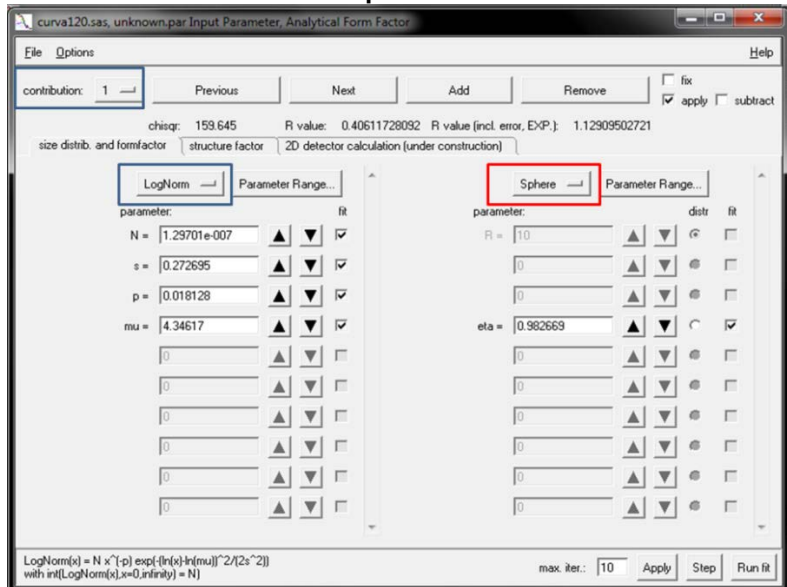 curva120.sas, unknown.par Input Parameter, Analytical Form Factor
File Options Help
contribution: 1 Previous Next Add Remove fix
apply subtract
chisqr: 159.645 R value: 0.40611728092 R value (incl. error, EXP.): 1.12909502721
size distrib. and formfactor structure factor 2D detector calculation (under construction)
LogNorm Parameter Range... Sphere Parameter Range...
parameter: fit parameter: distr fit
N = 1.29701e-007 R = 10
s = 0.272695 0
p = 0.018128 0
mu = 4.34617 eta = 0.982669
0 0
0 0
0 0
0 0
0 0
0 0
LogNorm(x) = N x^(-p) exp(-(ln(x)-ln(mu))^2/(2s^2))
with int(LogNorm(x),x=0,infinity) = N) max. iter.: 10 Apply Step Run fit